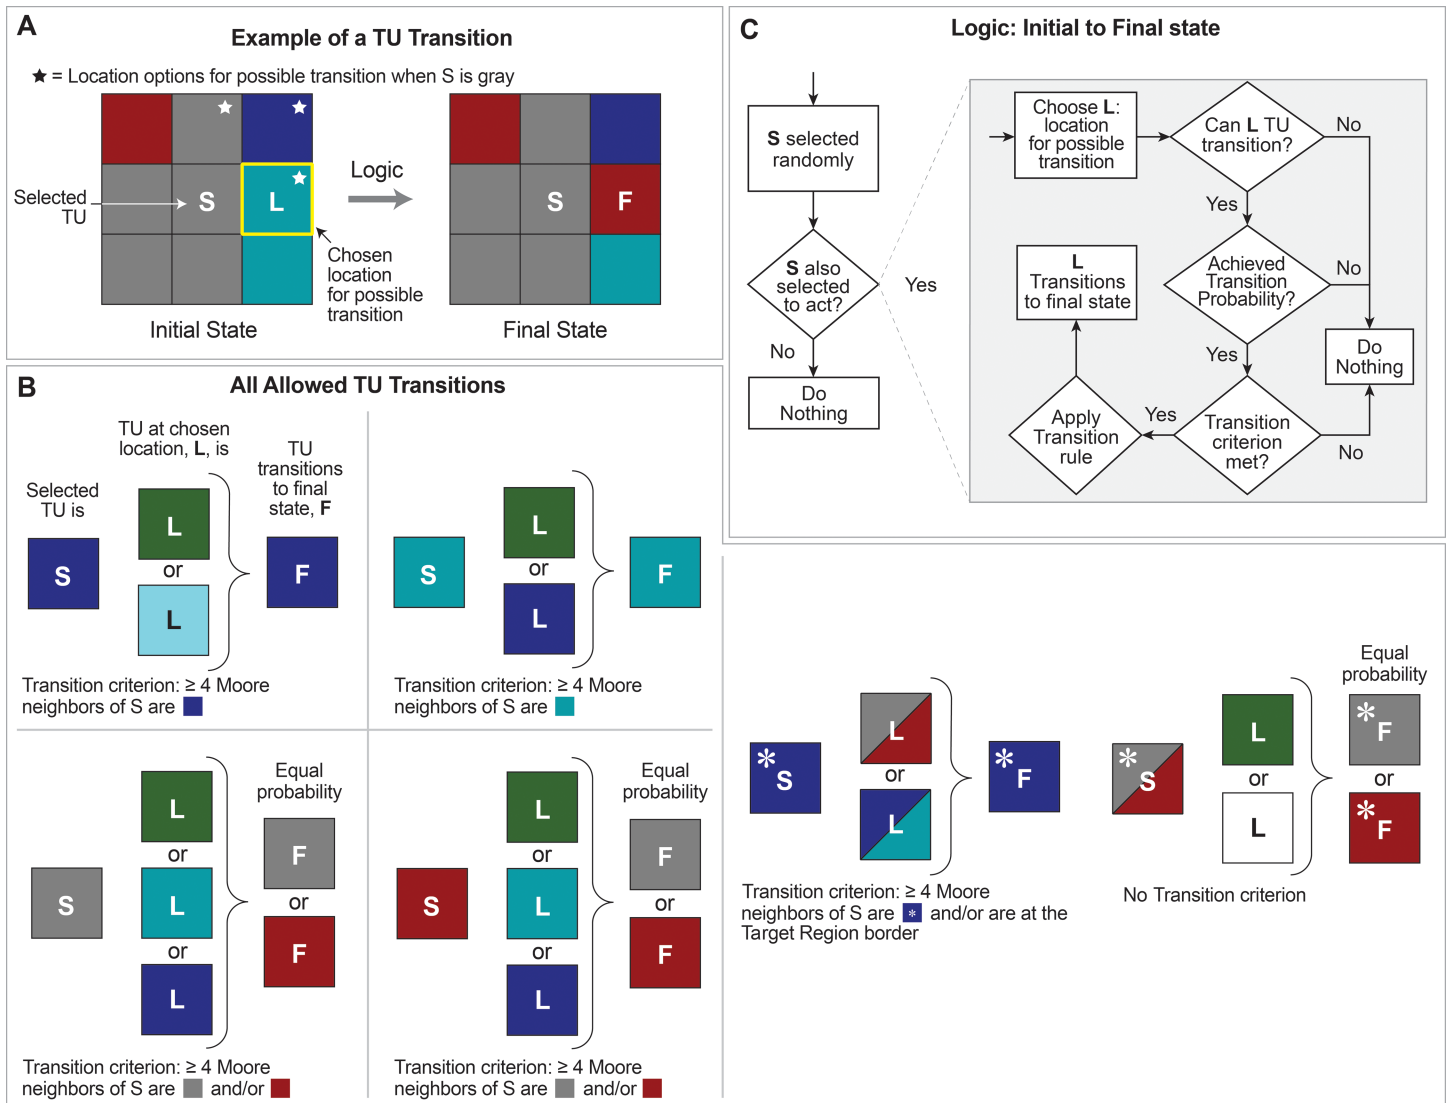 A
Example of a TU Transition
★ = Location options for possible transition when S is gray
Selected
TU
S
L
Initial State
Chosen
location
for possible
transition
Logic
S
F
Final State
B
All Allowed TU Transitions
Selected
TU is
TU at chosen
location, L, is
TU
transitions
to final
state, F
S
L
or
L
F
Transition criterion: ≥ 4 Moore
neighbors of S are
S
L
or
L
F
Transition criterion: ≥ 4 Moore
neighbors of S are
S
L
or
L
or
L
Equal
probability
F
or
F
Transition criterion: ≥ 4 Moore
neighbors of S are and/or
S
L
or
L
or
L
Equal
probability
F
or
F
Transition criterion: ≥ 4 Moore
neighbors of S are and/or
* S
L
or
L
* F
Transition criterion: ≥ 4 Moore
neighbors of S are * and/or are at the
Target Region border
* S
L
or
L
Equal
probability
* F
or
* F
No Transition criterion
C
Logic: Initial to Final state
S selected
randomly
S also
selected
to act?
Yes
No
Do
Nothing
Choose L:
location
for possible
transition
Can L TU
transition?
No
Yes
Achieved
Transition
Probability?
No
Yes
Transition
criterion
met?
No
Yes
Do
Nothing
Apply
Transition
rule
L
Transitions
to final state